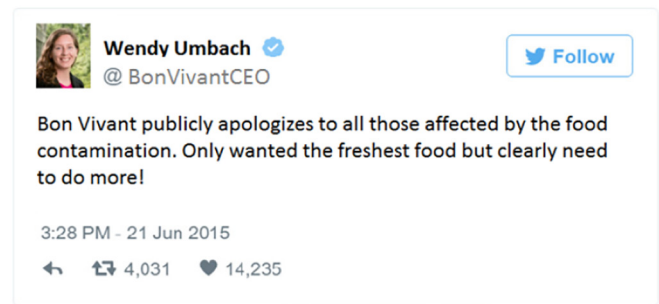 Wendy Umbach
@ BonVivantCEO
Follow
Bon Vivant publicly apologizes to all those affected by the food
contamination. Only wanted the freshest food but clearly need
to do more!
3:28 PM - 21 Jun 2015
4,031 14,235